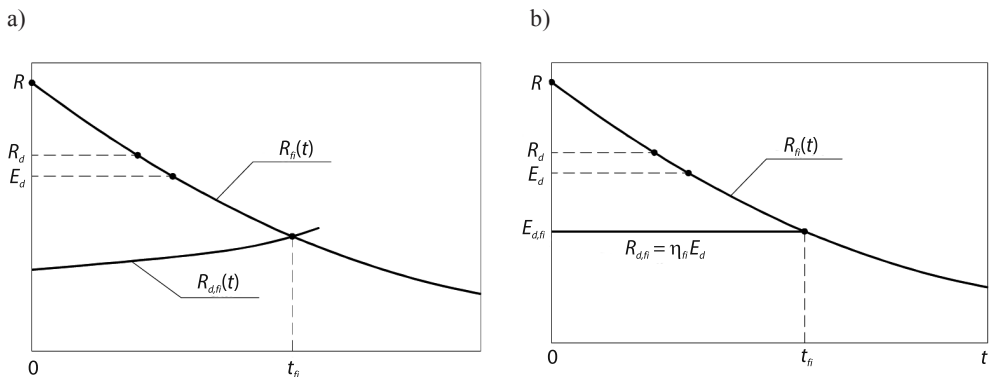 a)
R
R_d
E_d
R_fi(t)
R_d,fi(t)
0
t_fi
b)
R
R_d
E_d
R_fi(t)
E_d,fi
R_d,fi = η_fi E_d
0
t_fi
t